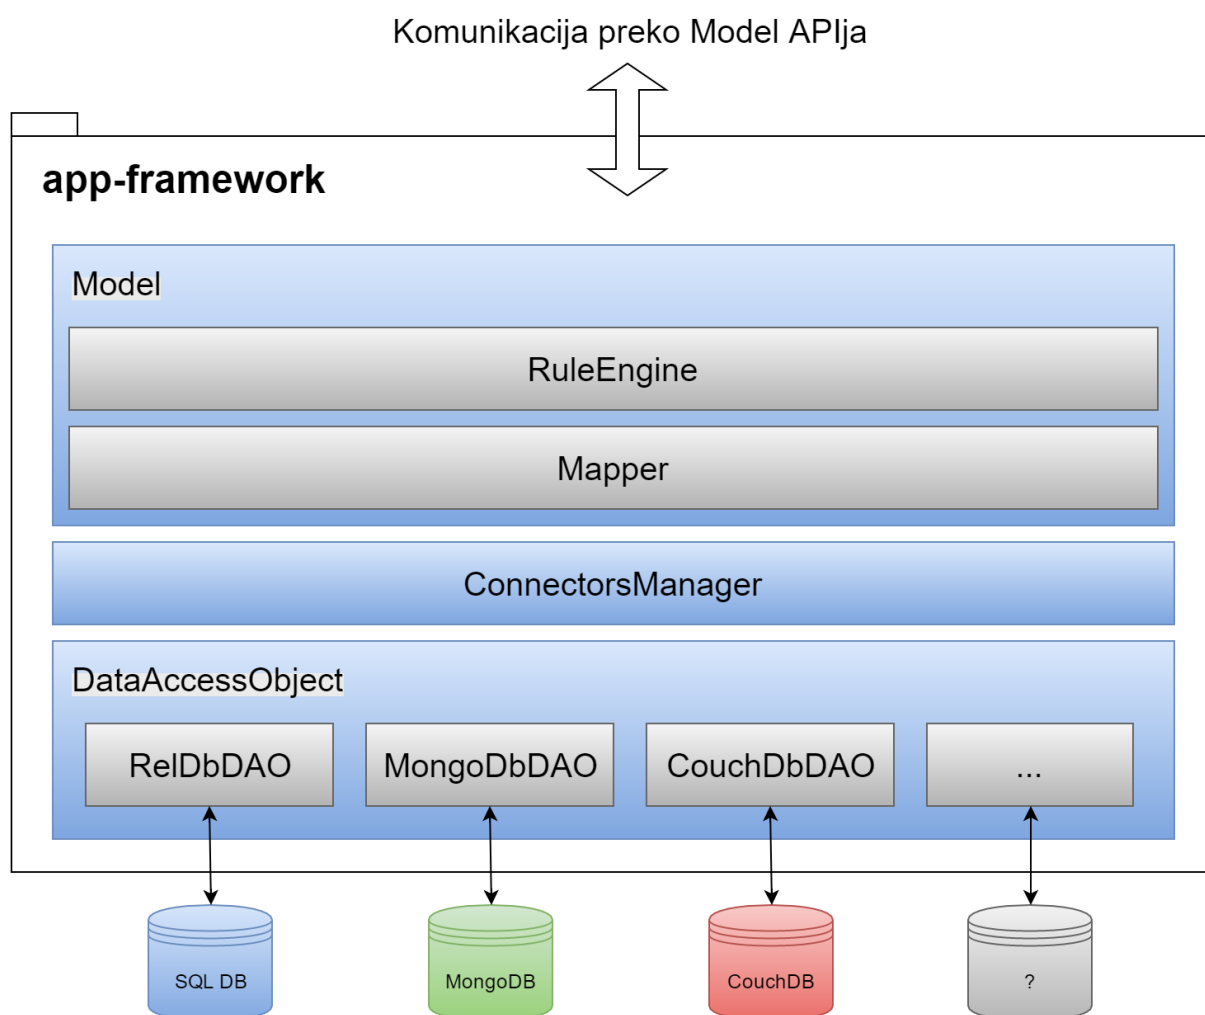 Komunikacija preko Model APIja
app-framework
Model
RuleEngine
Mapper
ConnectorsManager
DataAccessObject
RelDbDAO
MongoDbDAO
CouchDbDAO
...
SQL DB
MongoDB
CouchDB
?